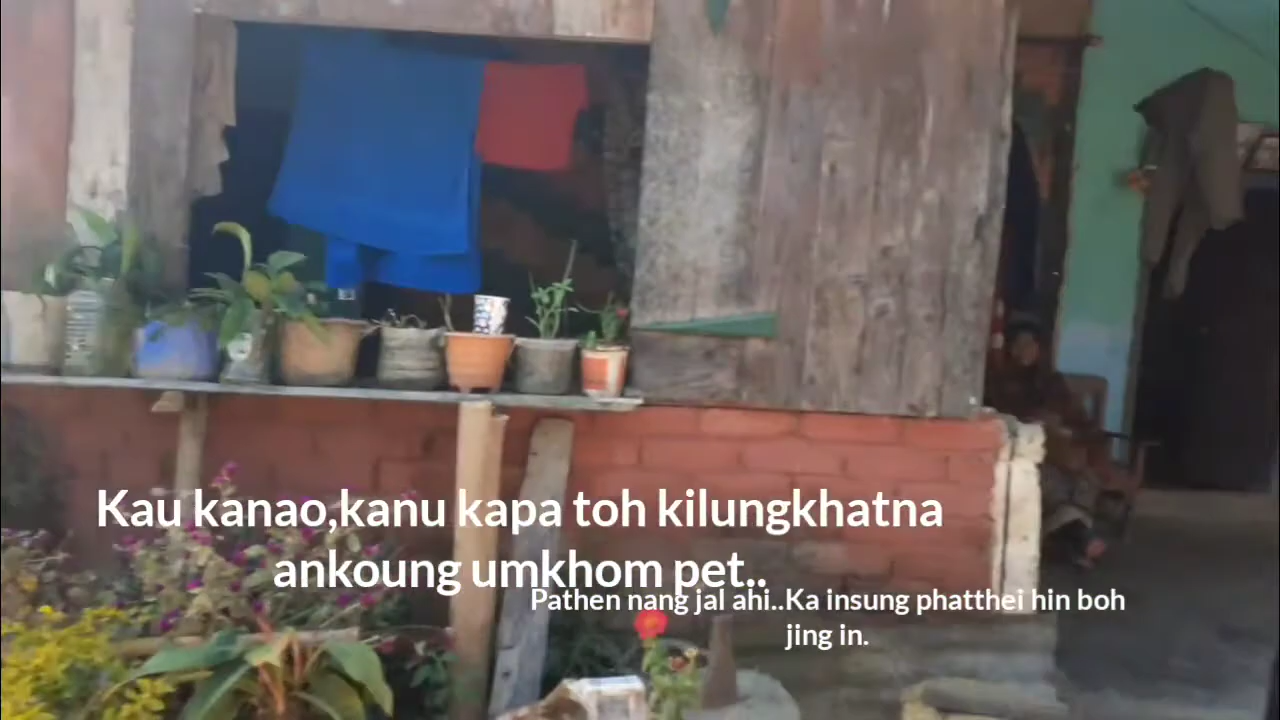 Kau kanao,kanu kapa toh kilungkhatna
ankoung umkhom pet..
Pathen nang jal ahi..Ka insung phatthei hin boh
jing in.